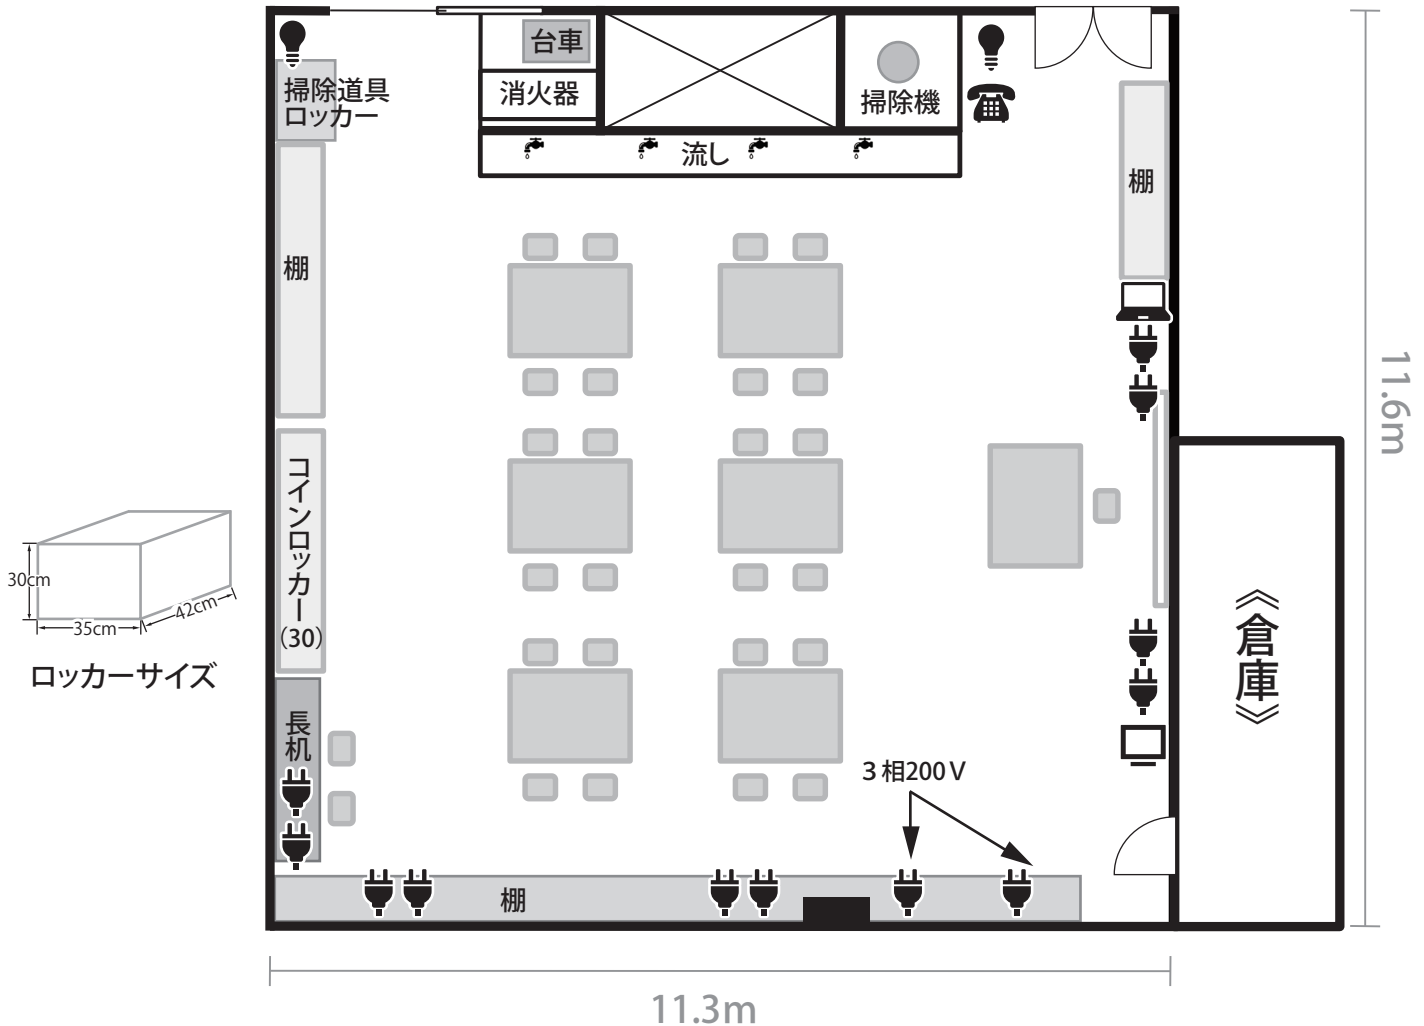 台車
消火器
掃除機
掃除道具
ロッカー
流し
棚
棚
コインロッカー
(30)
30cm
35cm
42cm
ロッカーサイズ
長机
3相200V
棚
《倉庫》
11.6m
11.3m